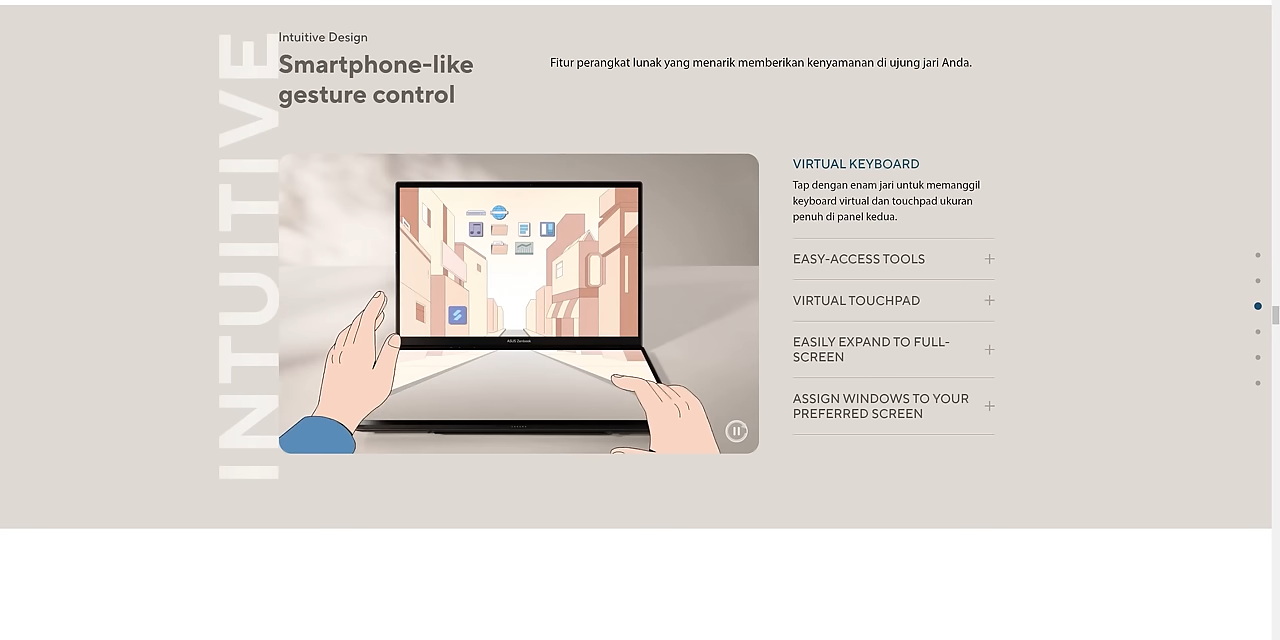 INTUITIVE
Intuitive Design
Smartphone-like
gesture control
Fitur perangkat lunak yang menarik memberikan kenyamanan di ujung jari Anda.
ASUS Zenbook
VIRTUAL KEYBOARD
Tap dengan enam jari untuk memanggil
keyboard virtual dan touchpad ukuran
penuh di panel kedua.
EASY-ACCESS TOOLS
VIRTUAL TOUCHPAD
EASILY EXPAND TO FULL-
SCREEN
ASSIGN WINDOWS TO YOUR
PREFERRED SCREEN